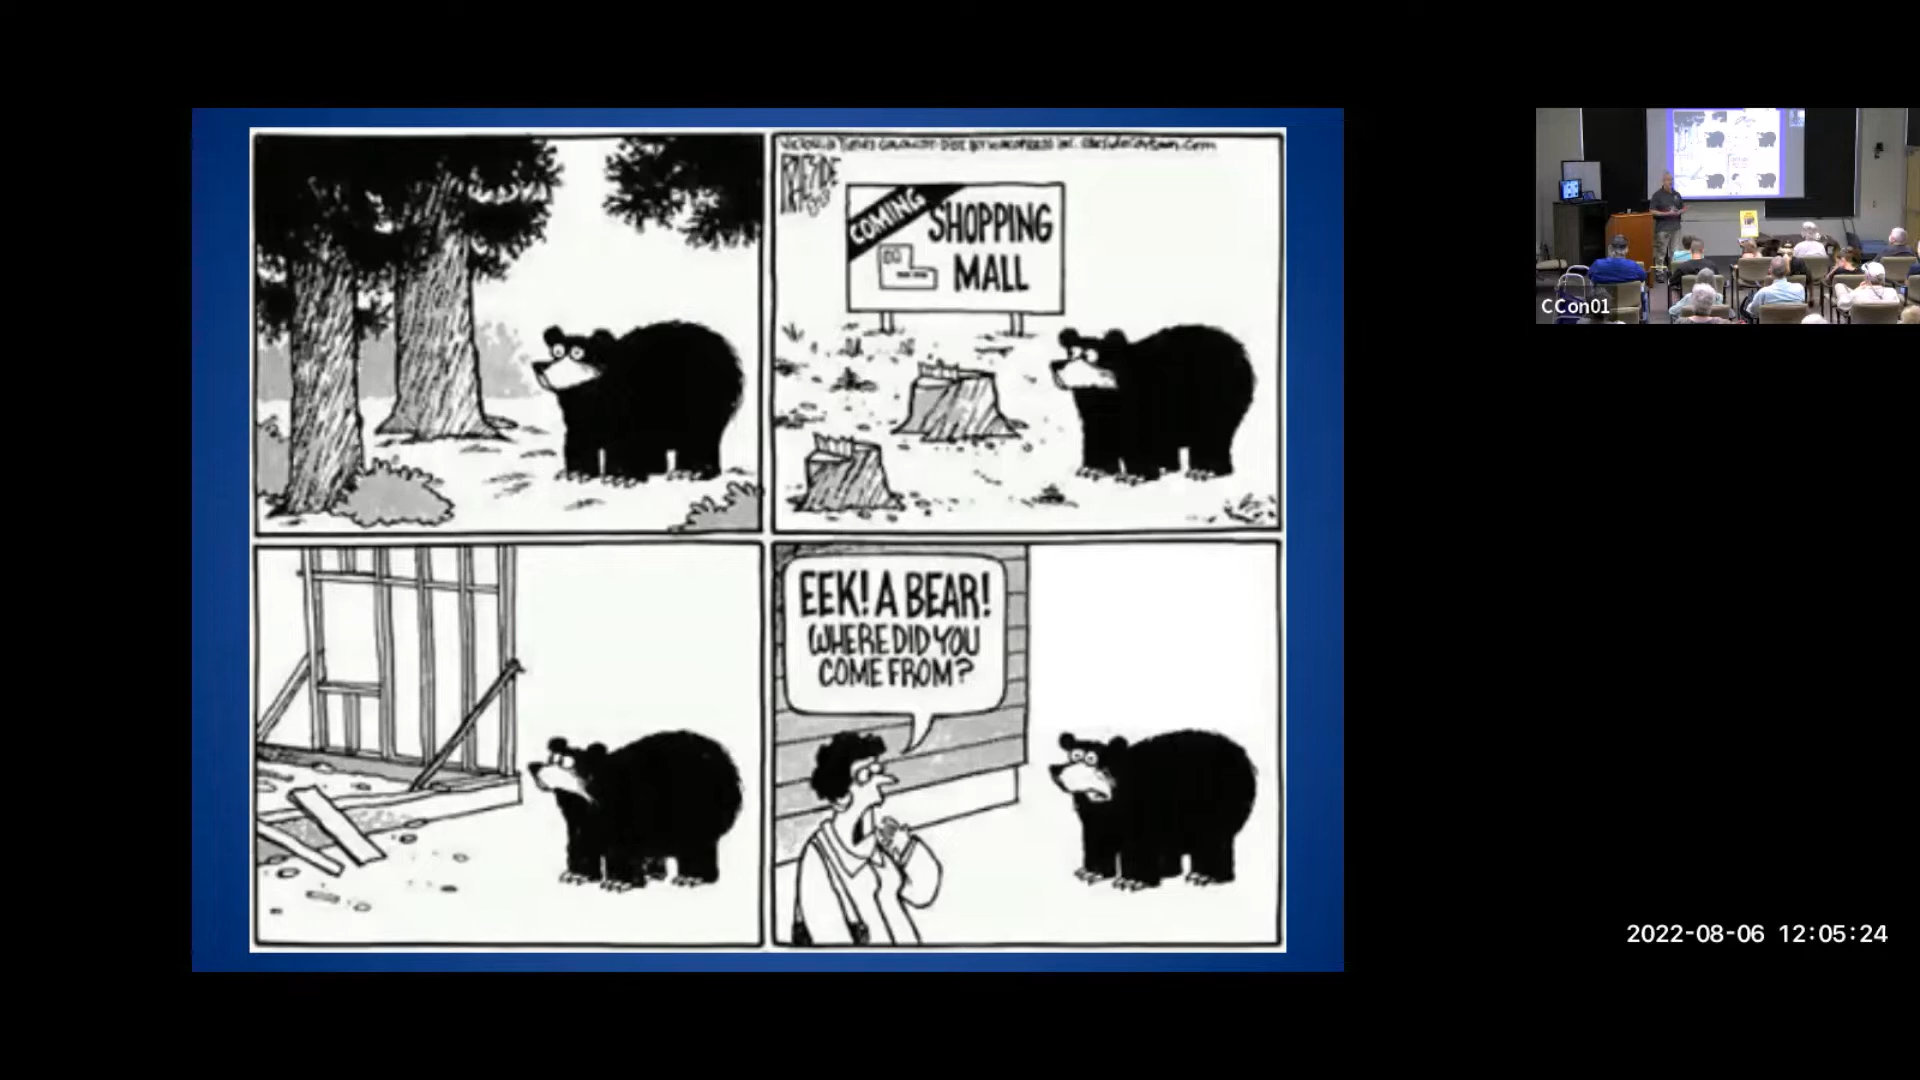 COMING
SHOPPING
MALL
EEK! A BEAR!
WHERE DID YOU
COME FROM?
CCon01
2022-08-06 12:05:24